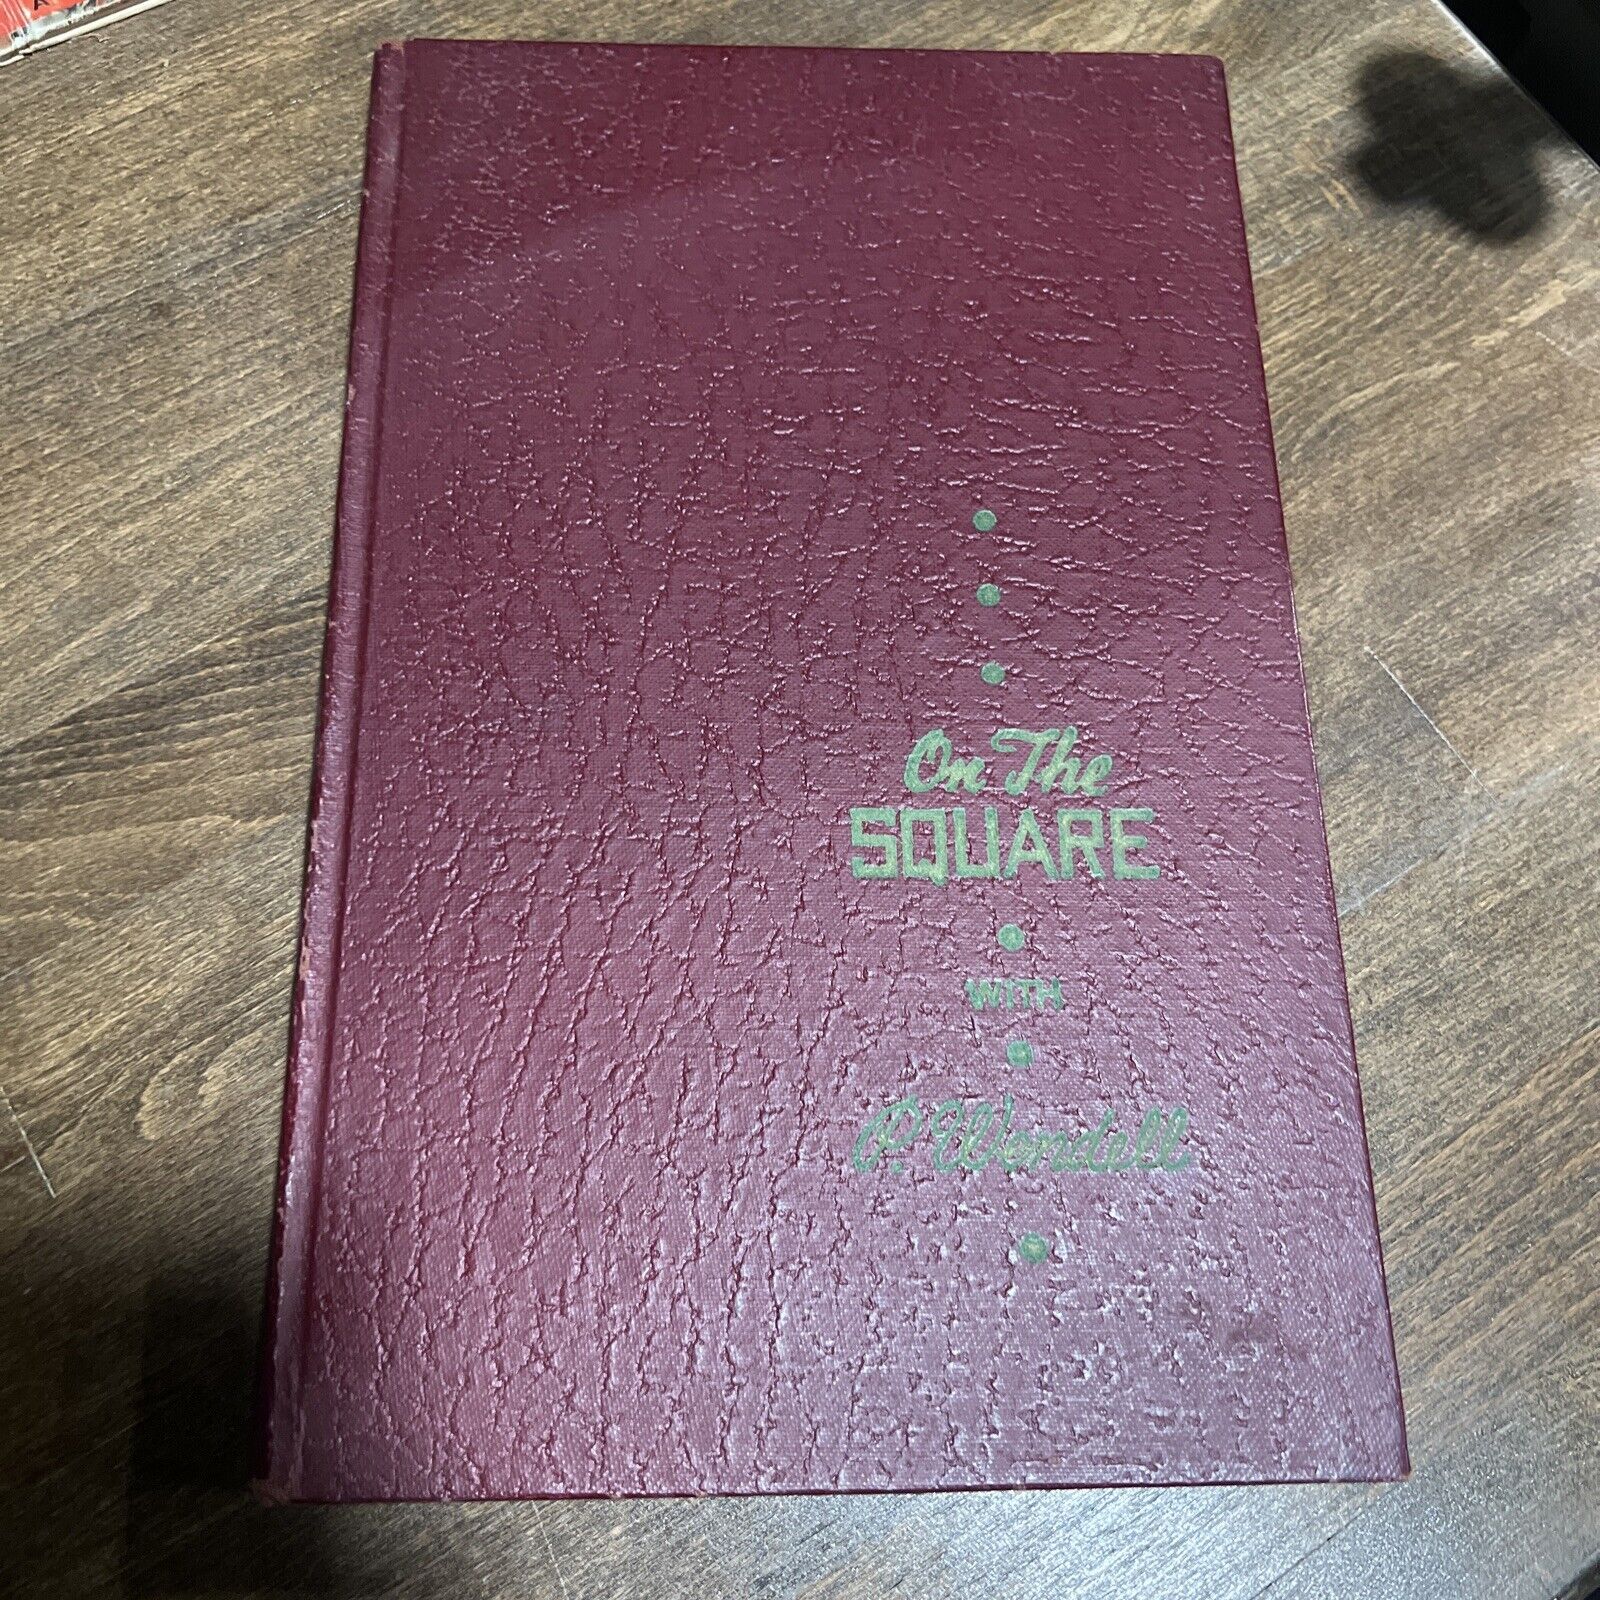 On The
SQUARE
WITH
P. Wendell